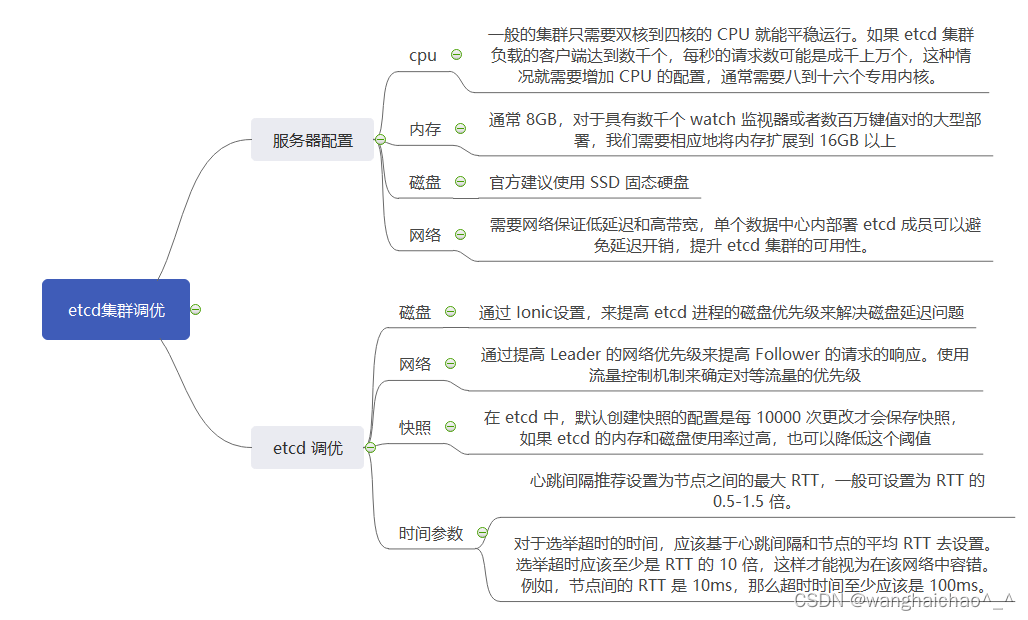 etcd集群调优
服务器配置
cpu
一般的集群只需要双核到四核的 CPU 就能平稳运行。如果 etcd 集群
负载的客户端达到数千个，每秒的请求数可能是成千上万个，这种情
况就需要增加 CPU 的配置，通常需要八到十六个专用内核。
内存
通常 8GB，对于具有数千个 watch 监视器或者数百万键值对的大型部
署，我们需要相应地将内存扩展到 16GB 以上
磁盘
官方建议使用 SSD 固态硬盘
网络
需要网络保证低延迟和高带宽，单个数据中心内部署 etcd 成员可以避
免延迟开销，提升 etcd 集群的可用性。
etcd 调优
磁盘
通过 Ionic设置，来提高 etcd 进程的磁盘优先级来解决磁盘延迟问题
网络
通过提高 Leader 的网络优先级来提高 Follower 的请求的响应。使用
流量控制机制来确定对等流量的优先级
快照
在 etcd 中，默认创建快照的配置是每 10000 次更改才会保存快照，
如果 etcd 的内存和磁盘使用率过高，也可以降低这个阈值
时间参数
心跳间隔推荐设置为节点之间的最大 RTT，一般可设置为 RTT 的
0.5-1.5 倍。
对于选举超时的时间，应该基于心跳间隔和节点的平均 RTT 去设置。
选举超时应该至少是 RTT 的 10 倍，这样才能视为在该网络中容错。
例如，节点间的 RTT 是 10ms，那么超时时间至少应该是 100ms。
CSDN @wanghaichao^_^